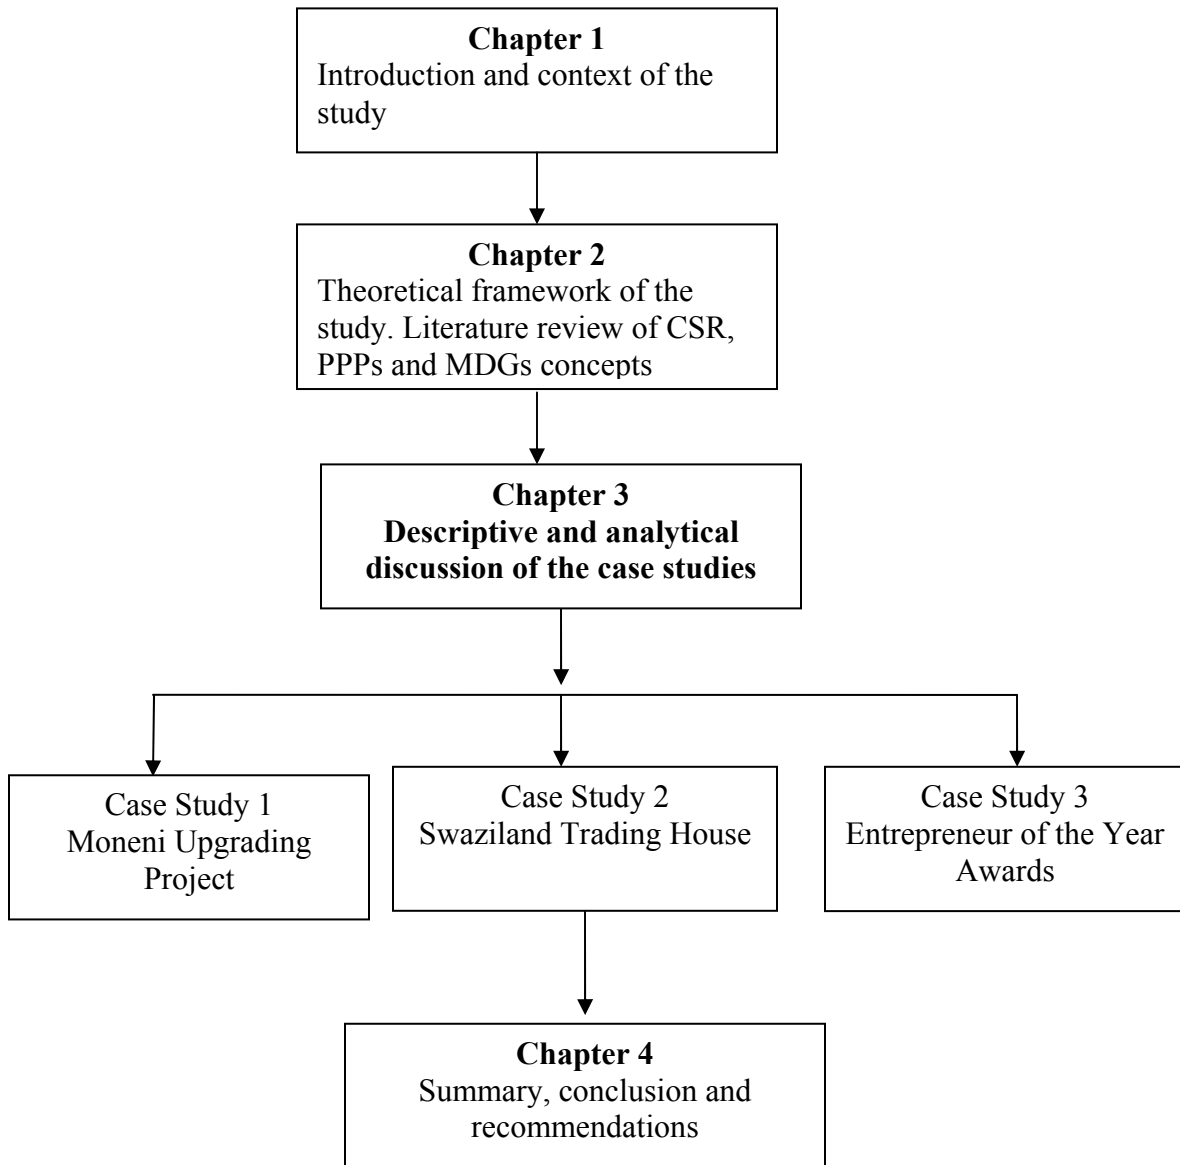 Chapter 1
Introduction and context of the
study
Chapter 2
Theoretical framework of the
study. Literature review of CSR,
PPPs and MDGs concepts
Chapter 3
Descriptive and analytical
discussion of the case studies
Case Study 1
Moneni Upgrading
Project
Case Study 2
Swaziland Trading House
Case Study 3
Entrepreneur of the Year
Awards
Chapter 4
Summary, conclusion and
recommendations